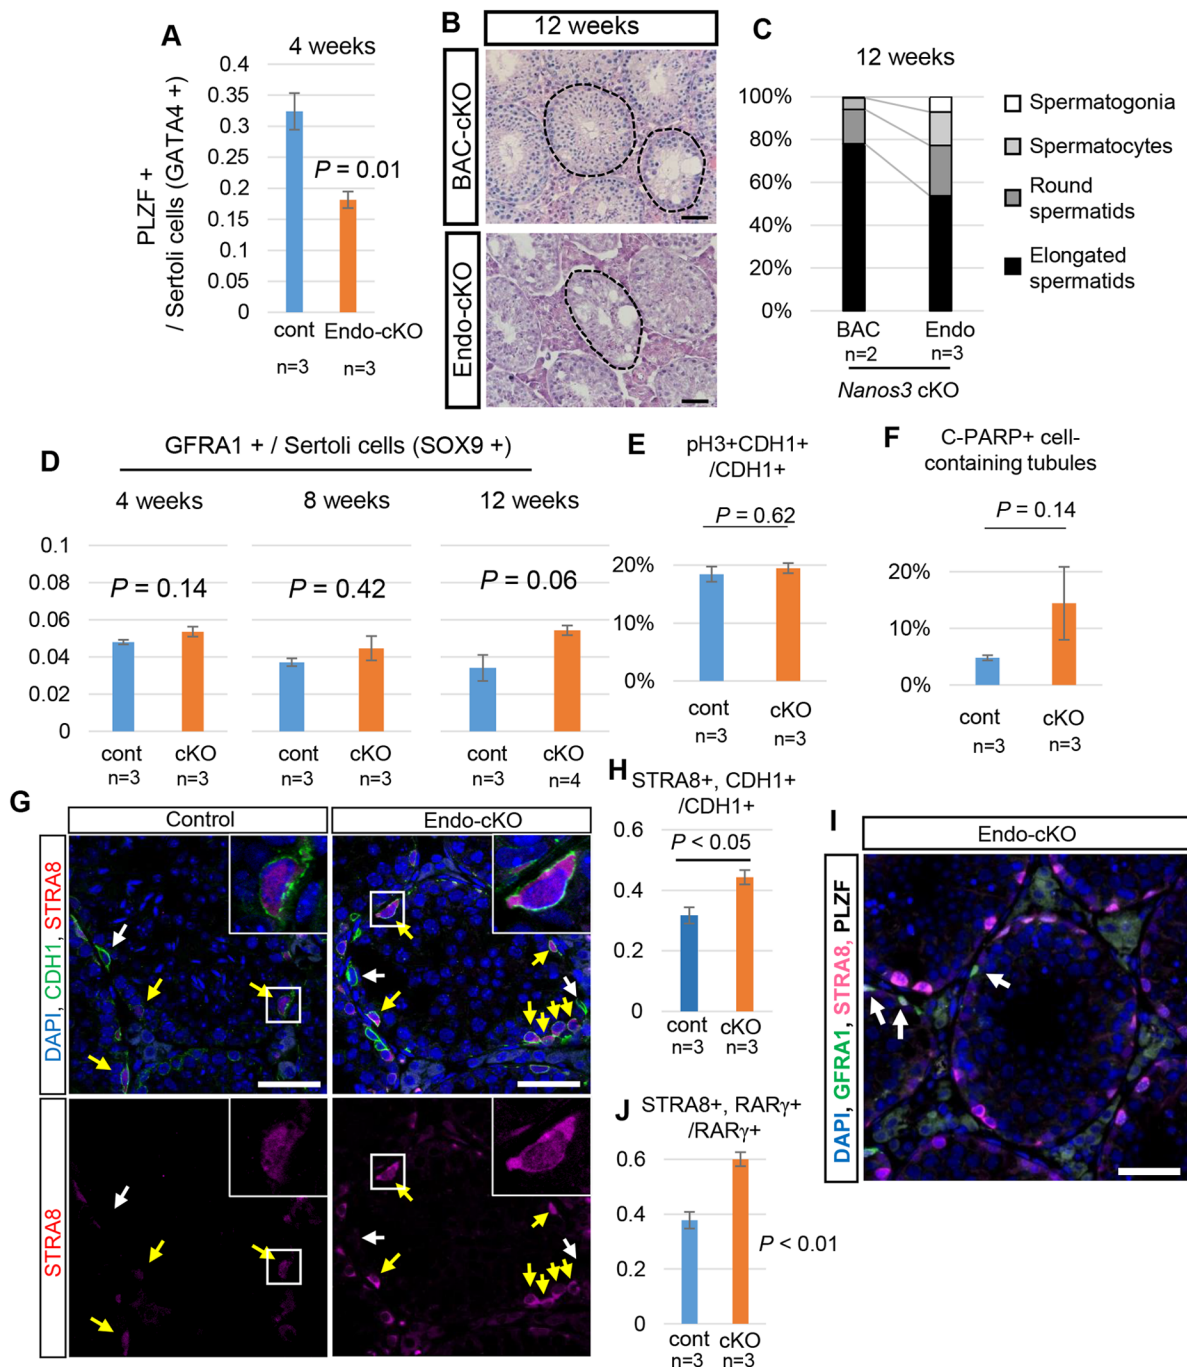 A
4 weeks
PLZF +
/ Sertoli cells (GATA4 +)
0.4
0.35
0.3
0.25
0.2
0.15
0.1
0.05
0
P = 0.01
cont
Endo-cKO
n=3
n=3
B
12 weeks
BAC-cKO
Endo-cKO
C
12 weeks
100%
80%
60%
40%
20%
0%
BAC
n=2
Endo
n=3
Nanos3 cKO
Spermatogonia
Spermatocytes
Round
spermatids
Elongated
spermatids
D
GFRA1 + / Sertoli cells (SOX9 +)
4 weeks
8 weeks
12 weeks
0.1
0.08
0.06
0.04
0.02
0
P = 0.14
P = 0.42
P = 0.06
cont
n=3
cKO
n=3
cont
n=3
cKO
n=3
cont
n=3
cKO
n=4
E
pH3+CDH1+
/CDH1+
P = 0.62
20%
10%
0%
cont
n=3
cKO
n=3
F
C-PARP+ cell-
containing tubules
P = 0.14
20%
10%
0%
cont
n=3
cKO
n=3
G
Control
Endo-cKO
DAPI, CDH1, STRA8
STRA8
H
STRA8+, CDH1+
/CDH1+
0.6
0.4
0.2
0
P < 0.05
cont
n=3
cKO
n=3
I
Endo-cKO
DAPI, GFRA1, STRA8, PLZF
J
STRA8+, RARγ+
/RARγ+
0.6
0.4
0.2
0
P < 0.01
cont
n=3
cKO
n=3